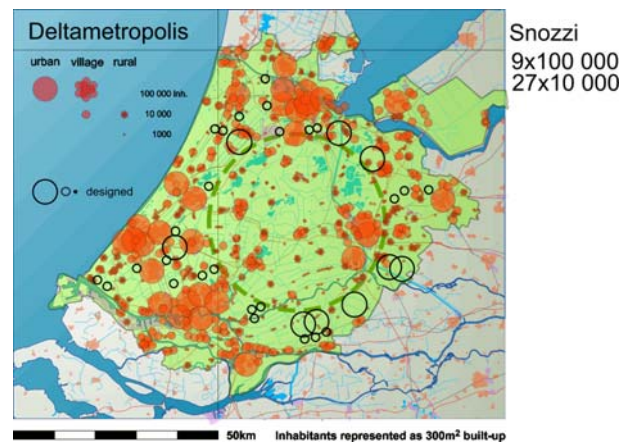 Deltametropolis
urban village rural
100 000 inh.
10 000
1000
designed
Snozzi
9x100 000
27x10 000
50km Inhabitants represented as 300m² built-up